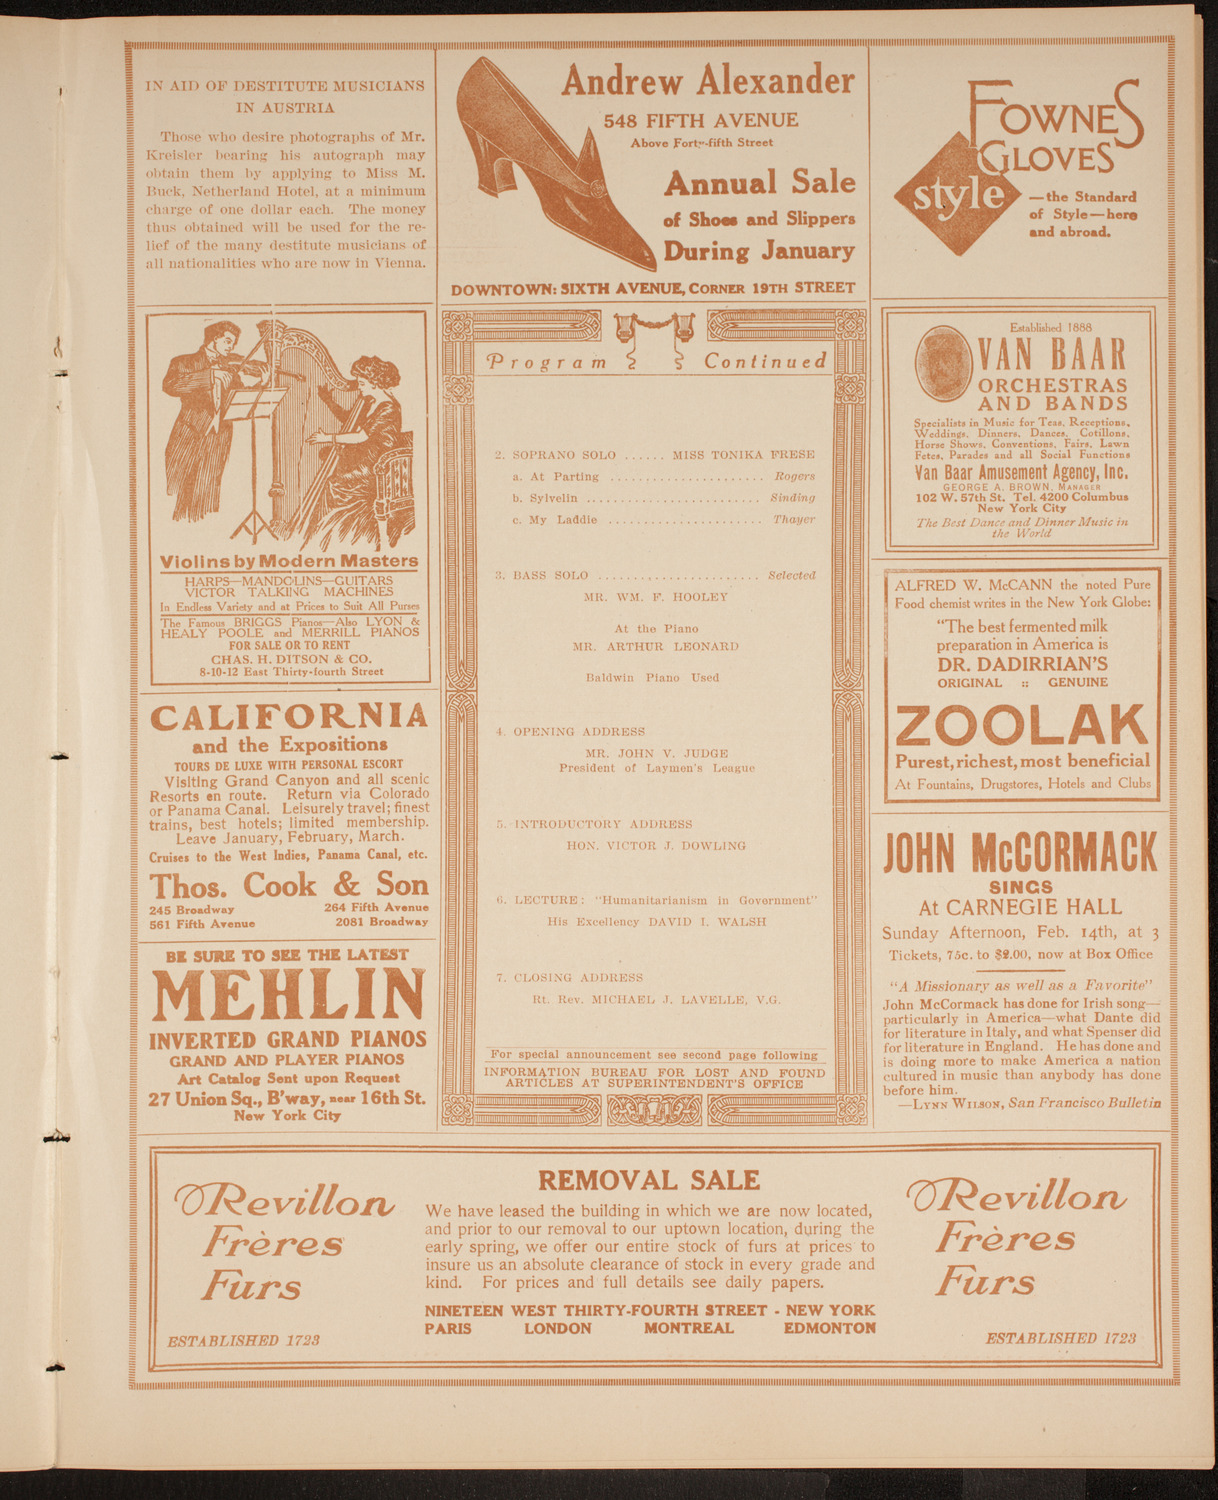 IN AID OF DESTITUTE MUSICIANS
IN AUSTRIA
Those who desire photographs of Mr.
Kreisler bearing his autograph may
obtain them by applying to Miss M.
Buck, Netherland Hotel, at a minimum
charge of one dollar each. The money
thus obtained will be used for the re-
lief of the many destitute musicians of
all nationalities who are now in Vienna.
Andrew Alexander
548 FIFTH AVENUE
Above Forty-fifth Street
Annual Sale
of Shoes and Slippers
During January
DOWNTOWN: SIXTH AVENUE, CORNER 19TH STREET
FOWNES
GLOVES
style
—the Standard
of Style—here
and abroad.
Violins by Modern Masters
HARPS—MANDOLINS—GUITARS
VICTOR TALKING MACHINES
In Endless Variety and at Prices to Suit All Purses
The Famous BRIGGS Pianos—Also LYON &
HEALY POOLE and MERRILL PIANOS
FOR SALE OR TO RENT
CHAS. H. DITSON & CO.
8-10-12 East Thirty-fourth Street
CALIFORNIA
and the Expositions
TOURS DE LUXE WITH PERSONAL ESCORT
Visiting Grand Canyon and all scenic
Resorts en route. Return via Colorado
or Panama Canal. Leisurely travel; finest
trains, best hotels; limited membership.
Leave January, February, March.
Cruises to the West Indies, Panama Canal, etc.
Thos. Cook & Son
245 Broadway 264 Fifth Avenue
561 Fifth Avenue 2081 Broadway
BE SURE TO SEE THE LATEST
MEHLIN
INVERTED GRAND PIANOS
GRAND AND PLAYER PIANOS
Art Catalog Sent upon Request
27 Union Sq., B'way, near 16th St.
New York City
Program Continued
2. SOPRANO SOLO ...... MISS TONIKA FRESE
a. At Parting ...................... Rogers
b. Sylvelin ......................... Sinding
c. My Laddie ...................... Thayer
3. BASS SOLO ....................... Selected
MR. WM. F. HOOLEY
At the Piano
MR. ARTHUR LEONARD
Baldwin Piano Used
4. OPENING ADDRESS
MR. JOHN V. JUDGE
President of Laymen's League
5. INTRODUCTORY ADDRESS
HON. VICTOR J. DOWLING
6. LECTURE: "Humanitarianism in Government"
His Excellency DAVID I. WALSH
7. CLOSING ADDRESS
Rt. Rev. MICHAEL J. LAVELLE, V.G.
For special announcement see second page following
INFORMATION BUREAU FOR LOST AND FOUND
ARTICLES AT SUPERINTENDENT'S OFFICE
Established 1888
VAN BAAR
ORCHESTRAS
AND BANDS
Specialists in Music for Teas, Receptions,
Weddings, Dinners, Dances, Cotillons,
Horse Shows, Conventions, Fairs, Lawn
Fetes, Parades and all Social Functions
Van Baar Amusement Agency, Inc.
GEORGE A. BROWN, MANAGER
102 W. 57th St. Tel. 4200 Columbus
New York City
The Best Dance and Dinner Music in
the World
ALFRED W. McCANN the noted Pure
Food chemist writes in the New York Globe:
"The best fermented milk
preparation in America is
DR. DADIRRIAN'S
ORIGINAL :: GENUINE
ZOOLAK
Purest, richest, most beneficial
At Fountains, Drugstores, Hotels and Clubs
JOHN McCORMACK
SINGS
At CARNEGIE HALL
Sunday Afternoon, Feb. 14th, at 3
Tickets, 75c. to $2.00, now at Box Office
"A Missionary as well as a Favorite"
John McCormack has done for Irish song—
particularly in America—what Dante did
for literature in Italy, and what Spenser did
for literature in England. He has done and
is doing more to make America a nation
cultured in music than anybody has done
before him.
—LYNN WILSON, San Francisco Bulletin
Revillon
Frères
Furs
ESTABLISHED 1723
REMOVAL SALE
We have leased the building in which we are now located,
and prior to our removal to our uptown location, during the
early spring, we offer our entire stock of furs at prices to
insure us an absolute clearance of stock in every grade and
kind. For prices and full details see daily papers.
NINETEEN WEST THIRTY-FOURTH STREET - NEW YORK
PARIS LONDON MONTREAL EDMONTON
Revillon
Frères
Furs
ESTABLISHED 1723